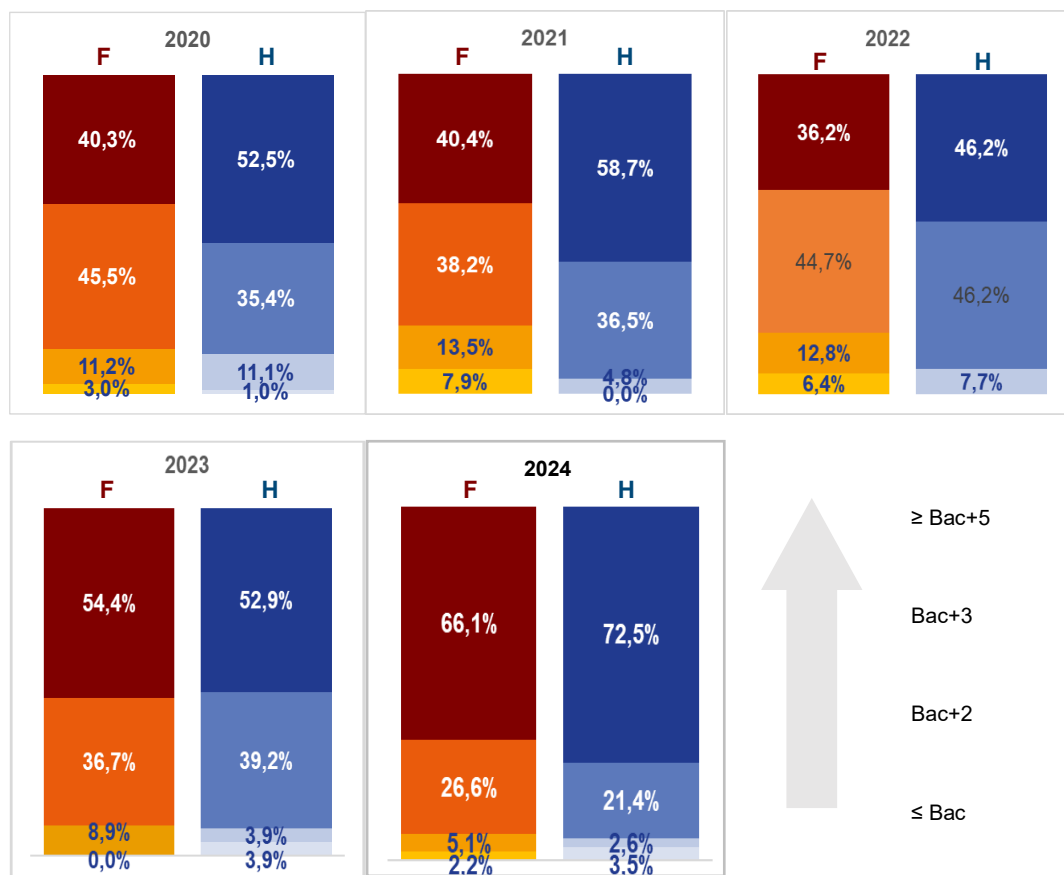 2020
F H
40,3% 52,5%
45,5% 35,4%
11,2% 11,1%
3,0% 1,0%
2021
F H
40,4% 58,7%
38,2% 36,5%
13,5% 4,8%
7,9% 0,0%
2022
F H
36,2% 46,2%
44,7% 46,2%
12,8% 7,7%
6,4%
2023
F H
54,4% 52,9%
36,7% 39,2%
8,9% 3,9%
0,0% 3,9%
2024
F H
66,1% 72,5%
26,6% 21,4%
5,1% 2,6%
2,2% 3,5%
≥ Bac+5
Bac+3
Bac+2
≤ Bac